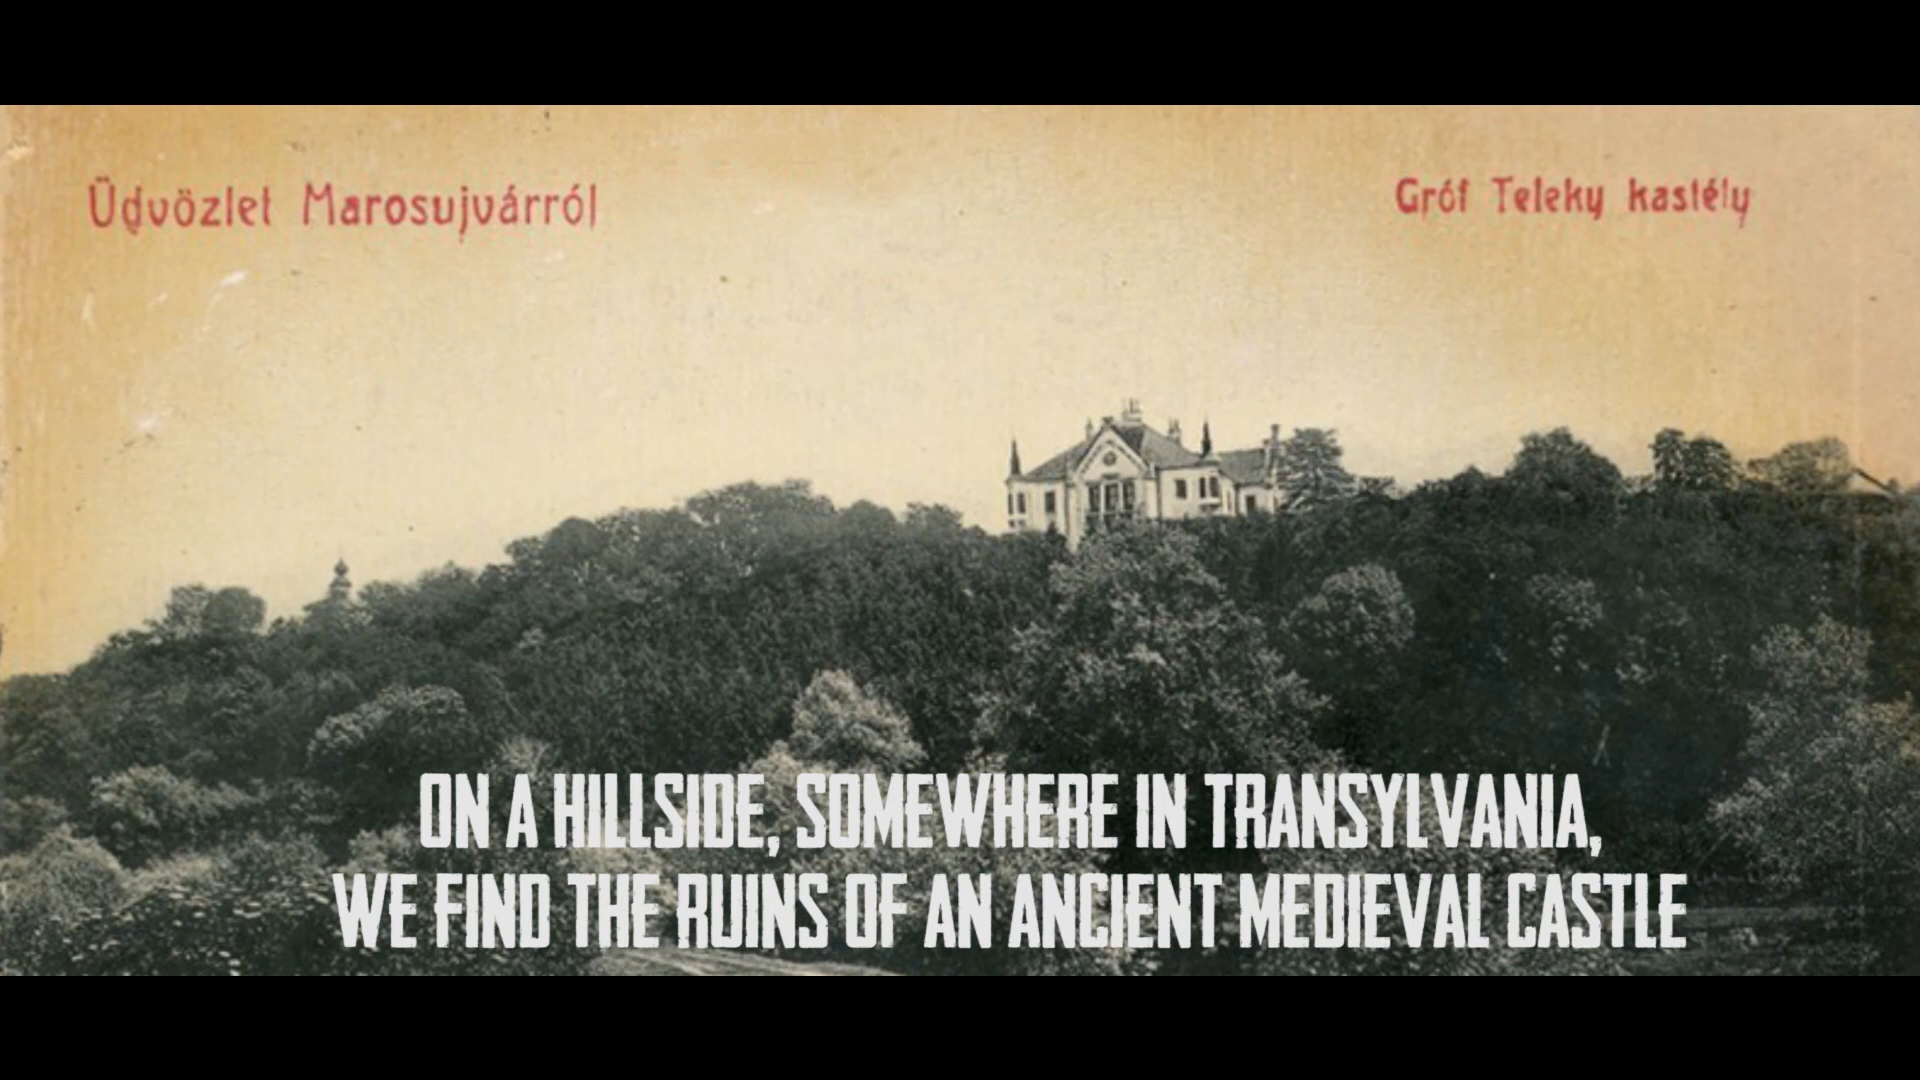 Üdvözlet Marosujvárról
Gróf Teleky kastély
ON A HILLSIDE, SOMEWHERE IN TRANSYLVANIA,
WE FIND THE RUINS OF AN ANCIENT MEDIEVAL CASTLE